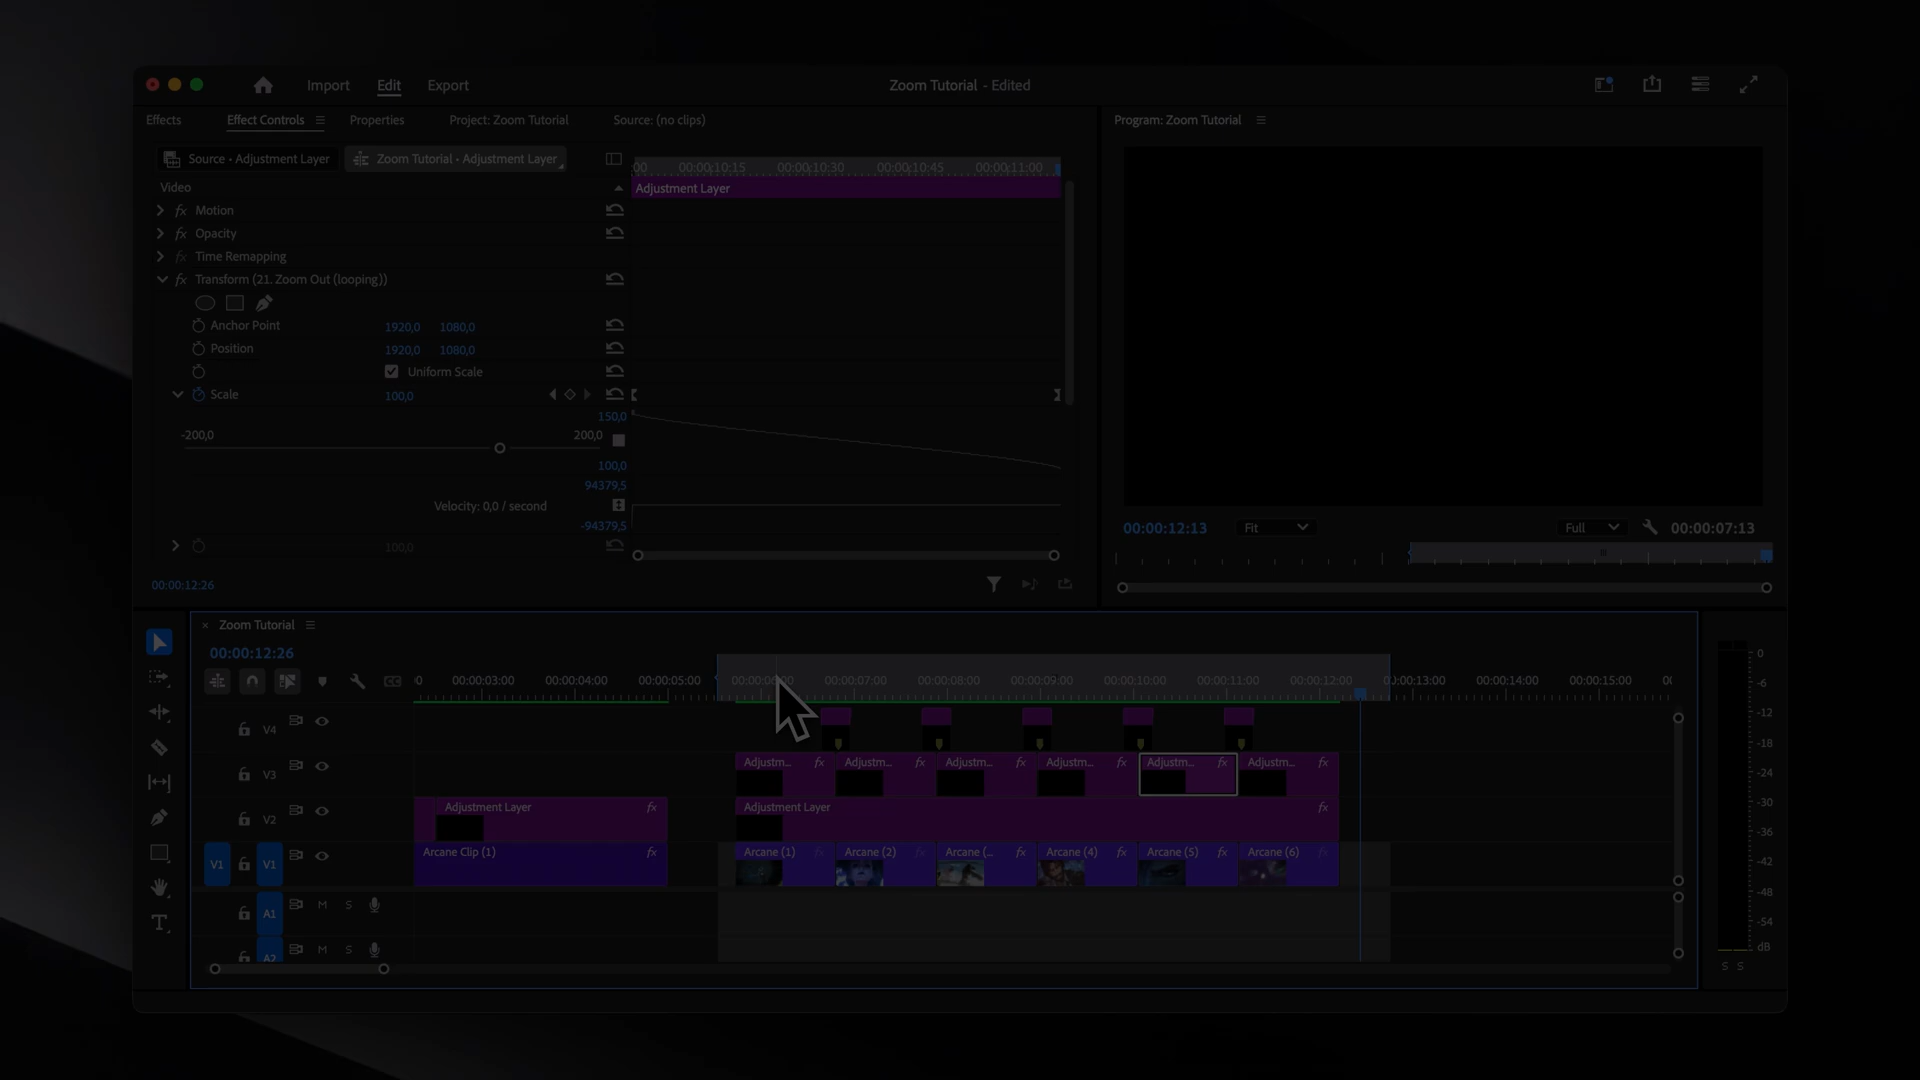 Import Edit Export
Zoom Tutorial - Edited
Effects Effect Controls Properties Project: Zoom Tutorial Source: (no clips)
Program: Zoom Tutorial
Source • Adjustment Layer Zoom Tutorial • Adjustment Layer
:00 00:00:10:15 00:00:10:30 00:00:10:45 00:00:11:00
Video
Adjustment Layer
fx Motion
fx Opacity
fx Time Remapping
fx Transform (21. Zoom Out (looping))
Anchor Point 1920,0 1080,0
Position 1920,0 1080,0
Uniform Scale
Scale 100,0
150,0
-200,0 200,0
100,0
94379,5
Velocity: 0,0 / second
-94379,5
100,0
00:00:12:26
00:00:12:13 Fit Full 00:00:07:13
Zoom Tutorial
00:00:12:26
00:00:03:00 00:00:04:00 00:00:05:00 00:00:07:00 00:00:08:00 00:00:09:00 00:00:10:00 00:00:11:00 00:00:12:00 00:00:13:00 00:00:14:00 00:00:15:00
V4
V3 Adjustm... fx Adjustm... fx Adjustm... fx Adjustm... fx Adjustm... fx Adjustm... fx
V2 Adjustment Layer fx Adjustment Layer fx
V1 V1 Arcane Clip (1) fx Arcane (1) fx Arcane (2) fx Arcane (... fx Arcane (4) fx Arcane (5) fx Arcane (6) fx
A1 M S
A2 M S
0
-6
-12
-18
-24
-30
-36
-42
-48
-54
dB
S S